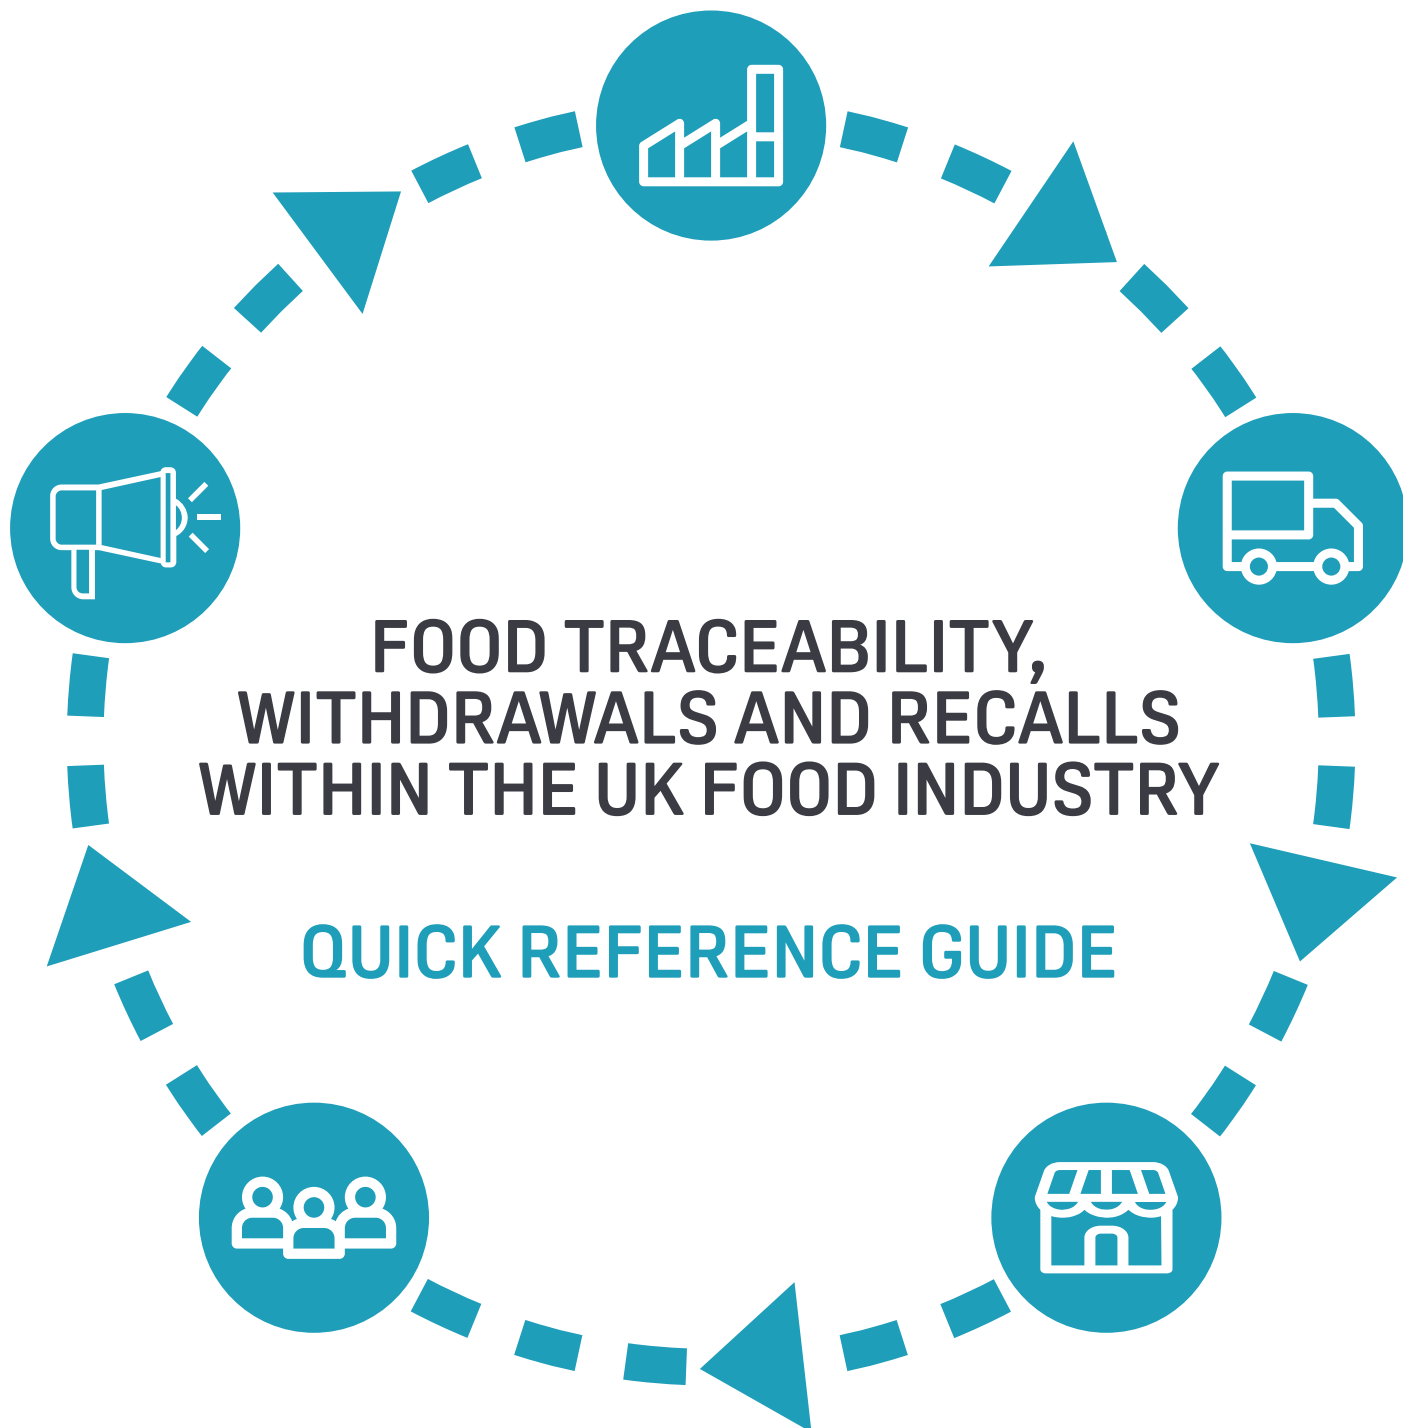 FOOD TRACEABILITY,
WITHDRAWALS AND RECALLS
WITHIN THE UK FOOD INDUSTRY
QUICK REFERENCE GUIDE